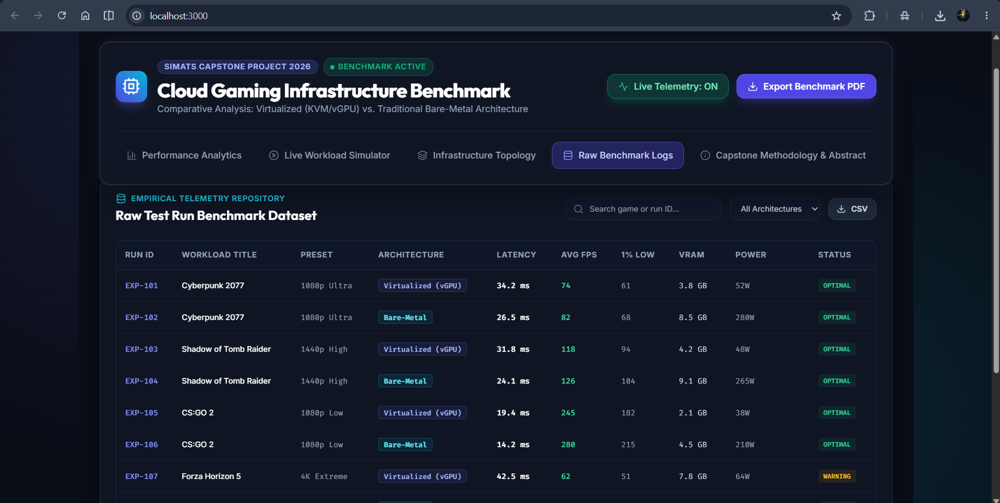 localhost:3000
SIMATS CAPSTONE PROJECT 2026
BENCHMARK ACTIVE
Cloud Gaming Infrastructure Benchmark
Comparative Analysis: Virtualized (KVM/vGPU) vs. Traditional Bare-Metal Architecture
Live Telemetry: ON
Export Benchmark PDF
Performance Analytics
Live Workload Simulator
Infrastructure Topology
Raw Benchmark Logs
Capstone Methodology & Abstract
EMPIRICAL TELEMETRY REPOSITORY
Raw Test Run Benchmark Dataset
Search game or run ID...
All Architectures
CSV
RUN ID WORKLOAD TITLE PRESET ARCHITECTURE LATENCY AVG FPS 1% LOW VRAM POWER STATUS
EXP-101 Cyberpunk 2077 1080p Ultra Virtualized (vGPU) 34.2 ms 74 61 3.8 GB 52W OPTIMAL
EXP-102 Cyberpunk 2077 1080p Ultra Bare-Metal 26.5 ms 82 68 8.5 GB 280W OPTIMAL
EXP-103 Shadow of Tomb Raider 1440p High Virtualized (vGPU) 31.8 ms 118 94 4.2 GB 48W OPTIMAL
EXP-104 Shadow of Tomb Raider 1440p High Bare-Metal 24.1 ms 126 104 9.1 GB 265W OPTIMAL
EXP-105 CS:GO 2 1080p Low Virtualized (vGPU) 19.4 ms 245 182 2.1 GB 38W OPTIMAL
EXP-106 CS:GO 2 1080p Low Bare-Metal 14.2 ms 280 215 4.5 GB 210W OPTIMAL
EXP-107 Forza Horizon 5 4K Extreme Virtualized (vGPU) 42.5 ms 62 51 7.8 GB 64W WARNING